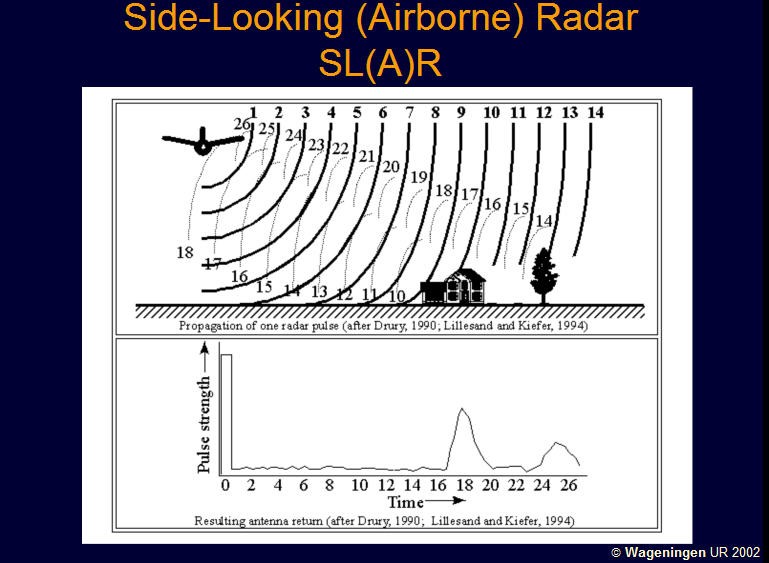 Side-Looking (Airborne) Radar
SL(A)R
1 2 3 4 5 6 7 8 9 10 11 12 13 14
26 25 24 23 22 21 20 19 18 17 16 15 14
18 17 16 15 14 13 12 11 10
Propagation of one radar pulse (after Drury, 1990; Lillesand and Kiefer, 1994)
Pulse strength
0 2 4 6 8 10 12 14 16 18 20 22 24 26
Time
Resulting antenna return (after Drury, 1990; Lillesand and Kiefer, 1994)
© Wageningen UR 2002